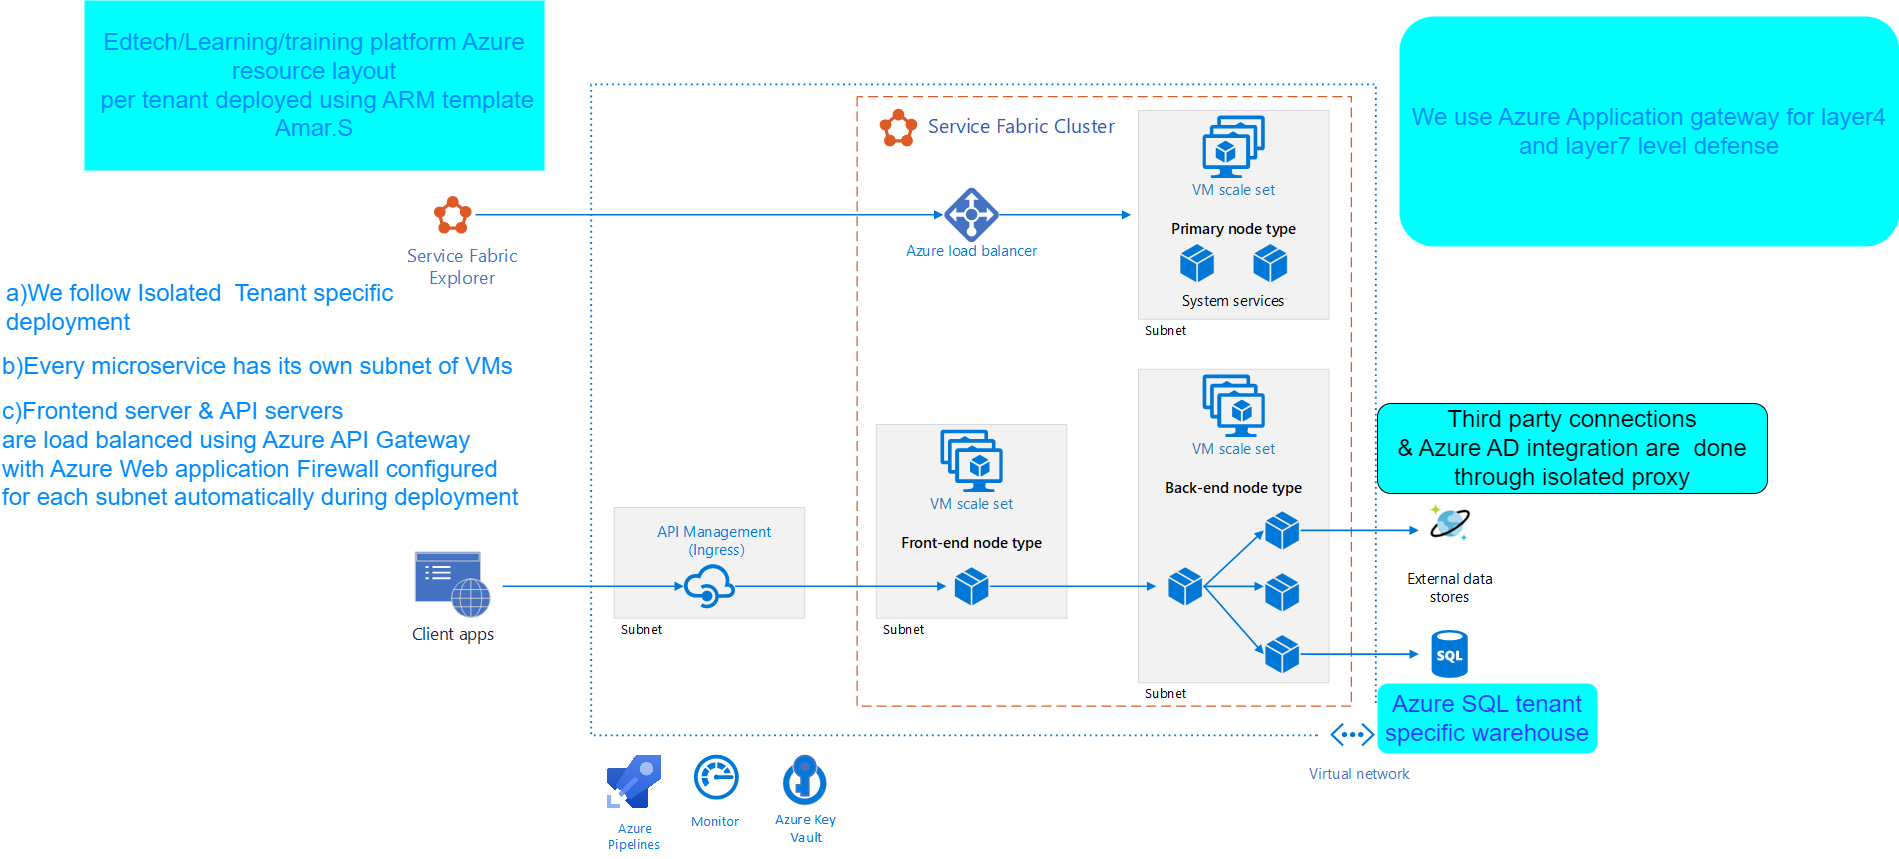 Edtech/Learning/training platform Azure
resource layout
per tenant deployed using ARM template
Amar.S
We use Azure Application gateway for layer4
and layer7 level defense
Service Fabric Cluster
VM scale set
Primary node type
System services
Subnet
Azure load balancer
Service Fabric
Explorer
a)We follow Isolated Tenant specific
deployment
b)Every microservice has its own subnet of VMs
c)Frontend server & API servers
are load balanced using Azure API Gateway
with Azure Web application Firewall configured
for each subnet automatically during deployment
Client apps
API Management
(Ingress)
Subnet
VM scale set
Front-end node type
Subnet
VM scale set
Back-end node type
Subnet
Third party connections
& Azure AD integration are done
through isolated proxy
External data
stores
SQL
Azure SQL tenant
specific warehouse
Virtual network
Azure
Pipelines
Monitor
Azure Key
Vault